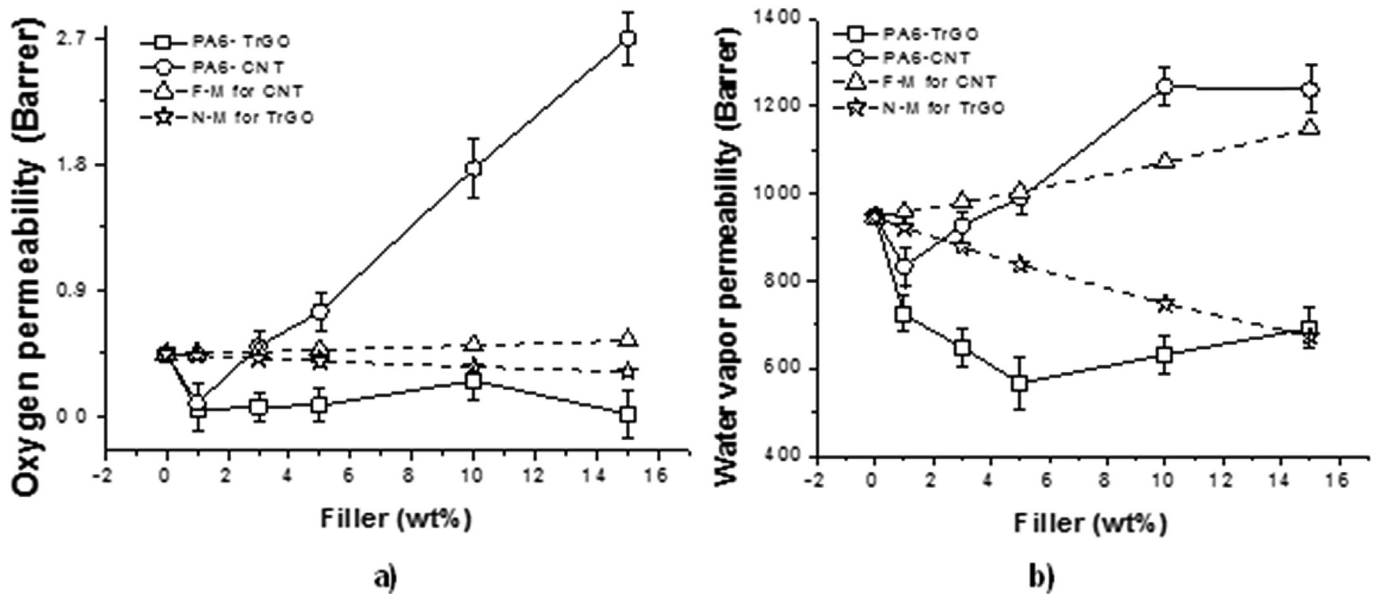 Oxygen permeability (Barrer)
2.7
1.8
0.9
0.0
PA6- TrGO
PA6- CNT
F-M for CNT
N-M for TrGO
-2 0 2 4 6 8 10 12 14 16
Filler (wt%)
a)
Water vapor permeability (Barrer)
1400
1200
1000
800
600
400
PA6-TrGO
PA6-CNT
F-M for CNT
N-M for TrGO
-2 0 2 4 6 8 10 12 14 16
Filler (wt%)
b)